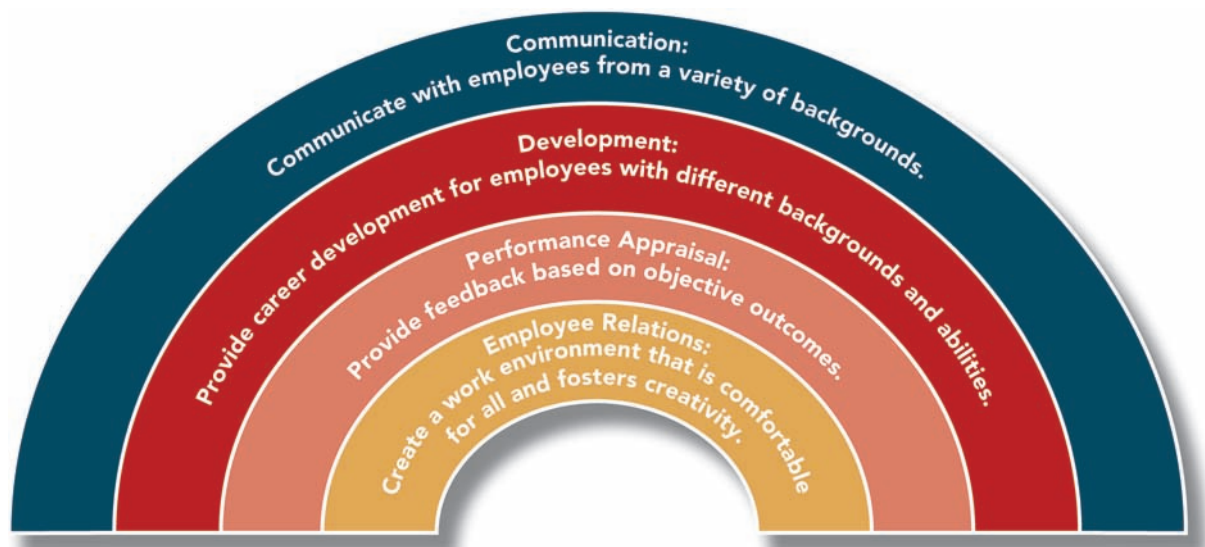 Communication:
Communicate with employees from a variety of backgrounds.
Development:
Provide career development for employees with different backgrounds and abilities.
Performance Appraisal:
Provide feedback based on objective outcomes.
Employee Relations:
Create a work environment that is comfortable
for all and fosters creativity.